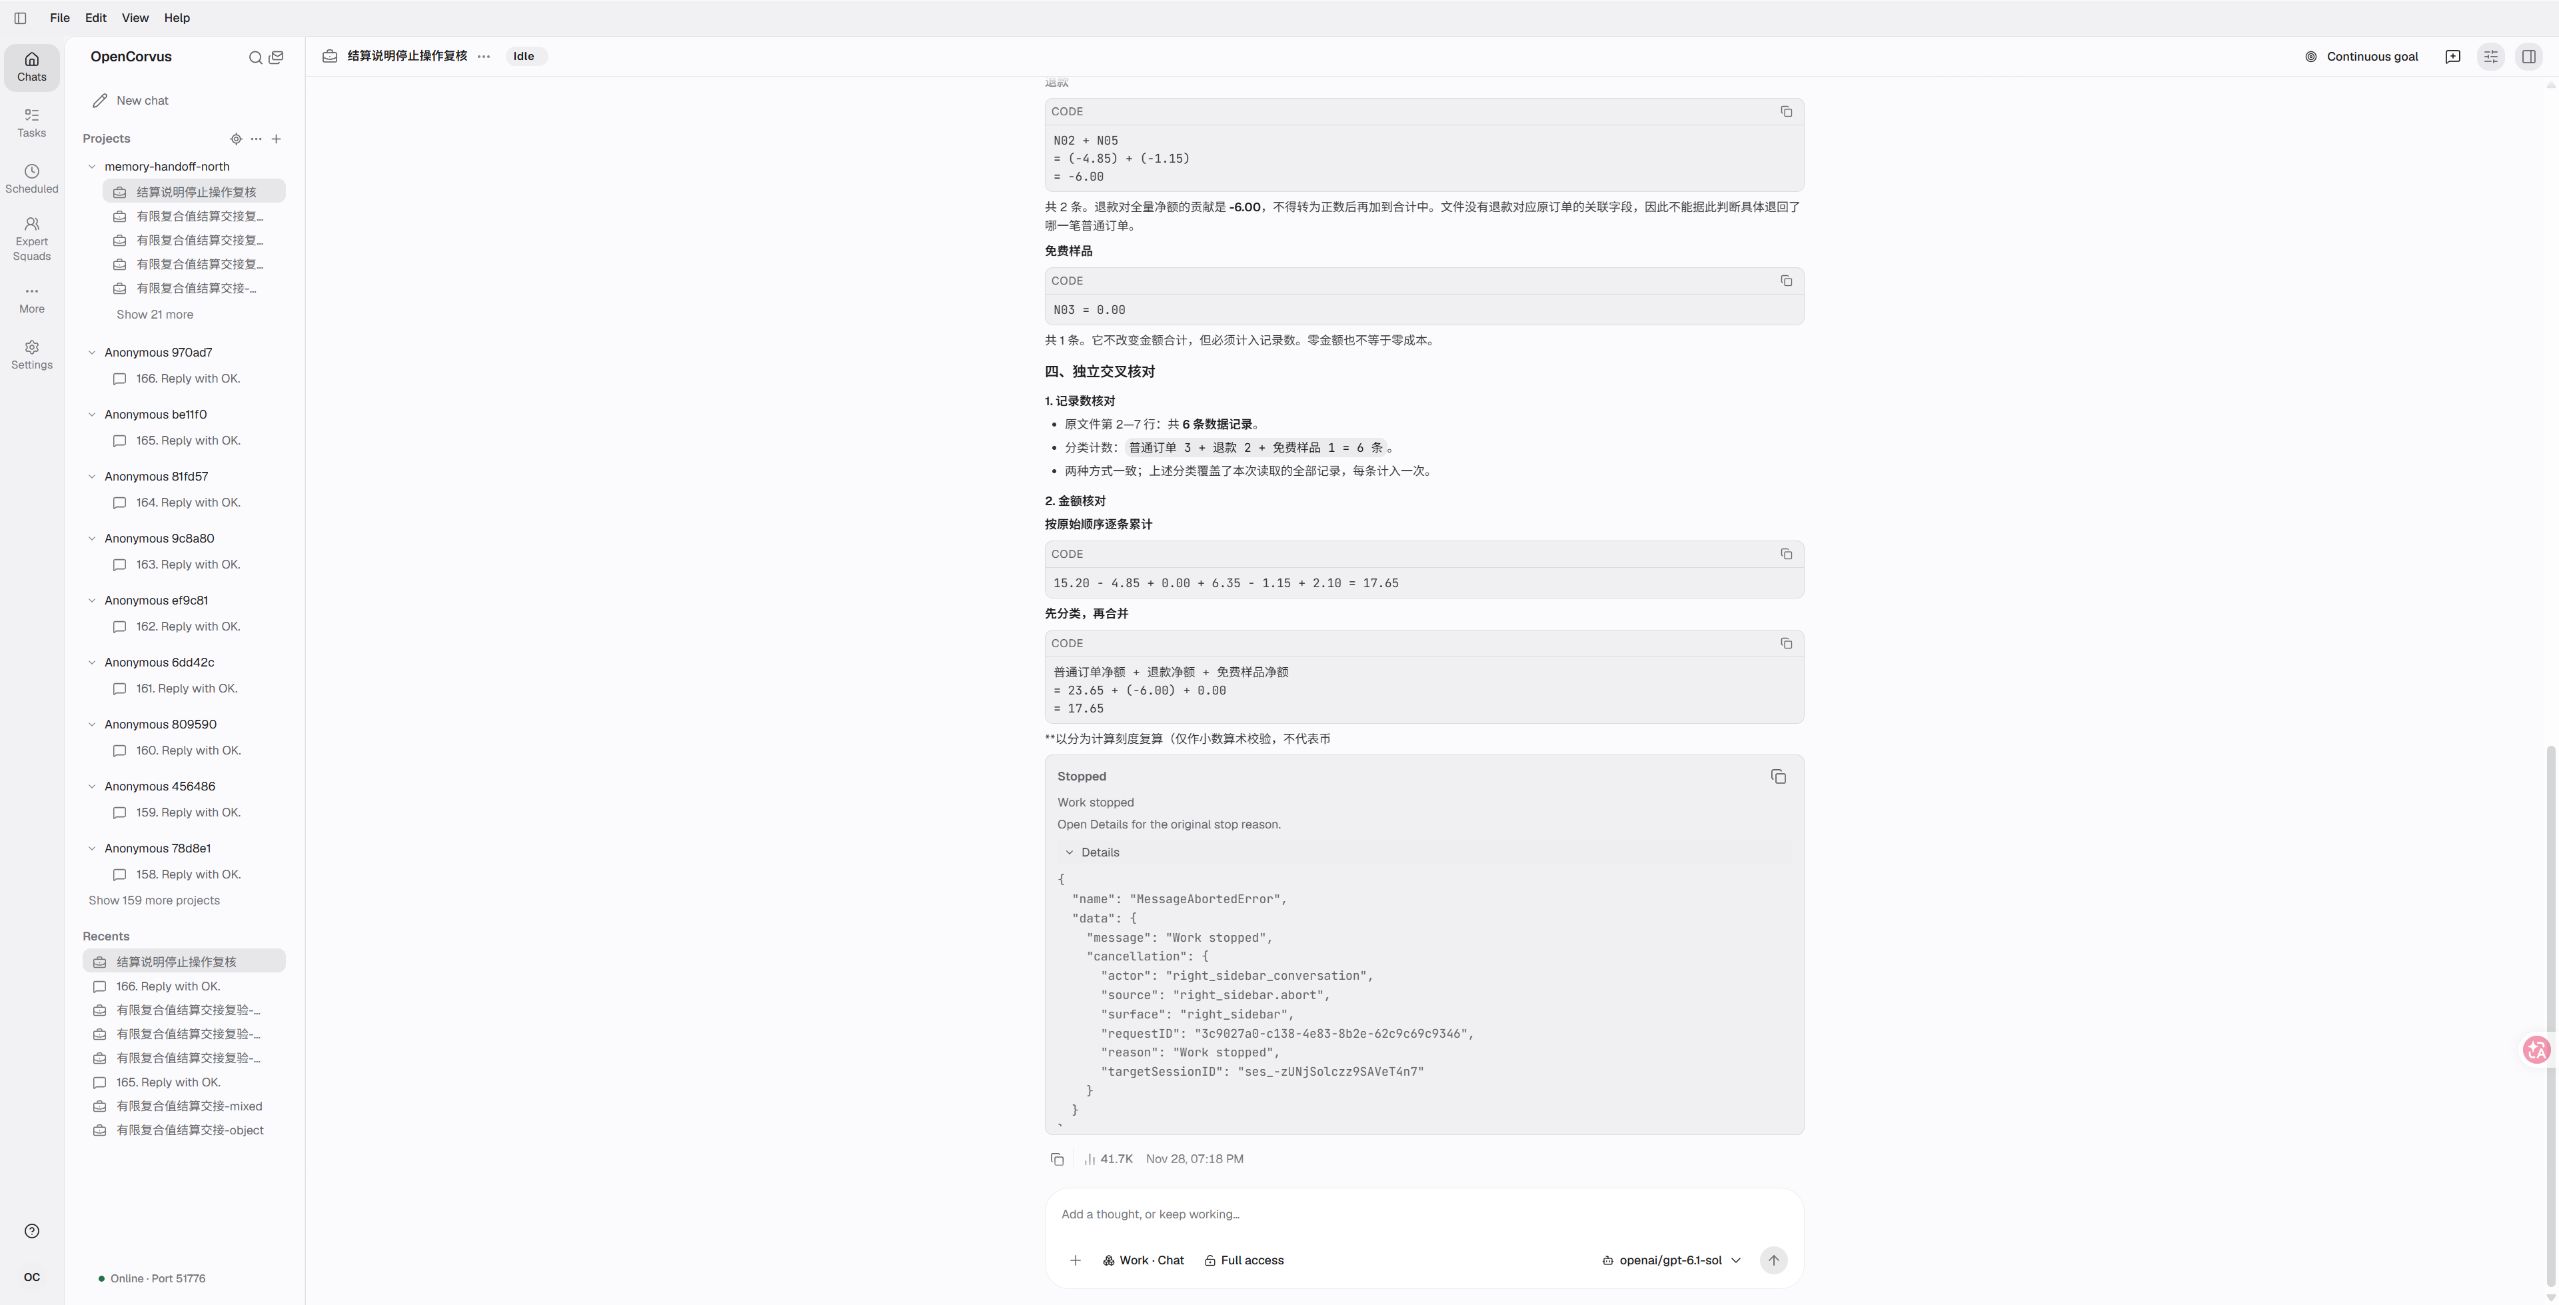 File Edit View Help
Chats
Tasks
Scheduled
Expert
Squads
More
Settings
OC
OpenCorvus
New chat
Projects
memory-handoff-north
结算说明停止操作复核
有限复合值结算交接复...
有限复合值结算交接复...
有限复合值结算交接复...
有限复合值结算交接-...
Show 21 more
Anonymous 970ad7
166. Reply with OK.
Anonymous be11f0
165. Reply with OK.
Anonymous 81fd57
164. Reply with OK.
Anonymous 9c8a80
163. Reply with OK.
Anonymous ef9c81
162. Reply with OK.
Anonymous 6dd42c
161. Reply with OK.
Anonymous 809590
160. Reply with OK.
Anonymous 456486
159. Reply with OK.
Anonymous 78d8e1
158. Reply with OK.
Show 159 more projects
Recents
结算说明停止操作复核
166. Reply with OK.
有限复合值结算交接复验-...
有限复合值结算交接复验-...
有限复合值结算交接复验-...
165. Reply with OK.
有限复合值结算交接-mixed
有限复合值结算交接-object
Online · Port 51776
结算说明停止操作复核 ... Idle
Continuous goal
退款
CODE
N02 + N05
= (-4.85) + (-1.15)
= -6.00
共 2 条。退款对全量净额的贡献是 -6.00，不得转为正数后再加到合计中。文件没有退款对应原订单的关联字段，因此不能据此判断具体退回了
哪一笔普通订单。
免费样品
CODE
N03 = 0.00
共 1 条。它不改变金额合计，但必须计入记录数。零金额也不等于零成本。
四、独立交叉核对
1. 记录数核对
• 原文件第 2—7 行：共 6 条数据记录。
• 分类计数：普通订单 3 + 退款 2 + 免费样品 1 = 6 条。
• 两种方式一致；上述分类覆盖了本次读取的全部记录，每条计入一次。
2. 金额核对
按原始顺序逐条累计
CODE
15.20 - 4.85 + 0.00 + 6.35 - 1.15 + 2.10 = 17.65
先分类，再合并
CODE
普通订单净额 + 退款净额 + 免费样品净额
= 23.65 + (-6.00) + 0.00
= 17.65
**以分为计算刻度复算（仅作小数算术校验，不代表币
Stopped
Work stopped
Open Details for the original stop reason.
Details
{
"name": "MessageAbortedError",
"data": {
"message": "Work stopped",
"cancellation": {
"actor": "right_sidebar_conversation",
"source": "right_sidebar.abort",
"surface": "right_sidebar",
"requestID": "3c9027a0-c138-4e83-8b2e-62c9c69c9346",
"reason": "Work stopped",
"targetSessionID": "ses_-zUNjSolczz9SAVeT4n7"
}
}
41.7K Nov 28, 07:18 PM
Add a thought, or keep working...
Work · Chat Full access openai/gpt-6.1-sol